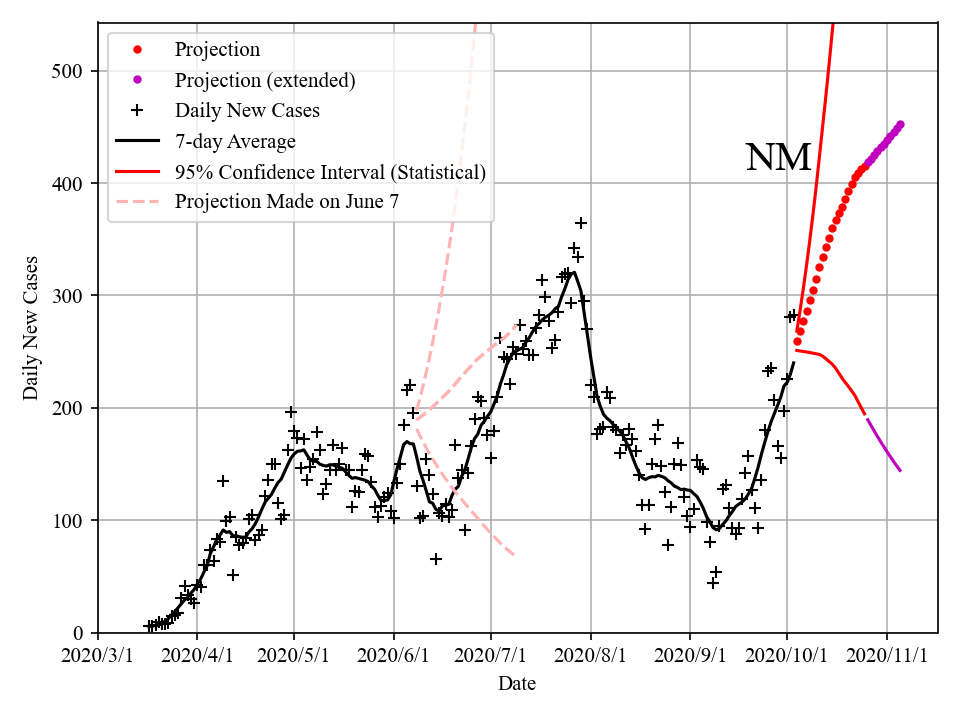 Projection
Projection (extended)
Daily New Cases
7-day Average
95% Confidence Interval (Statistical)
Projection Made on June 7
NM
Daily New Cases
500
400
300
200
100
0
2020/3/1 2020/4/1 2020/5/1 2020/6/1 2020/7/1 2020/8/1 2020/9/1 2020/10/1 2020/11/1
Date